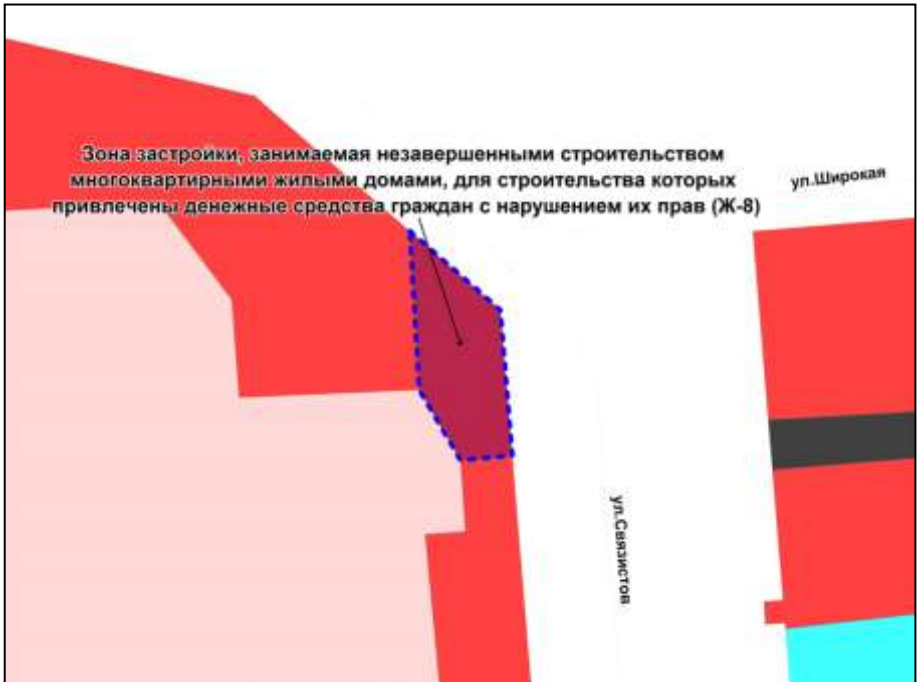 Зона застройки, занимаемая незавершенными строительством
многоквартирными жилыми домами, для строительства которых
привлечены денежные средства граждан с нарушением их прав (Ж-8)
ул.Широкая
ул.Связистов